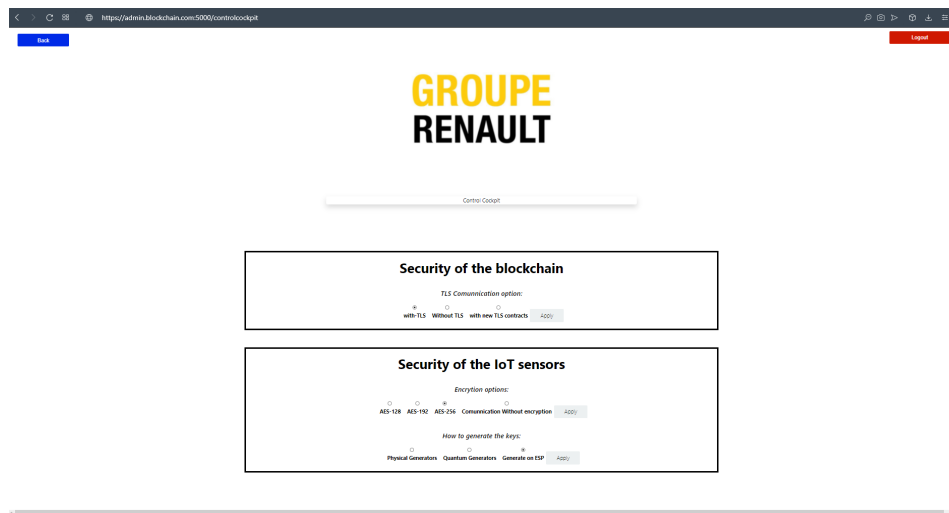 https://admin.blockchain.com:5000/controlcockpit
Back
Logout
GROUPE
RENAULT
Control Cockpit
Security of the blockchain
TLS Comunnication option:
with-TLS Without TLS with new TLS contracts Apply
Security of the IoT sensors
Encrytion options:
AES-128 AES-192 AES-256 Comunnication Without encryption Apply
How to generate the keys:
Physical Generators Quantum Generators Generate on ESP Apply